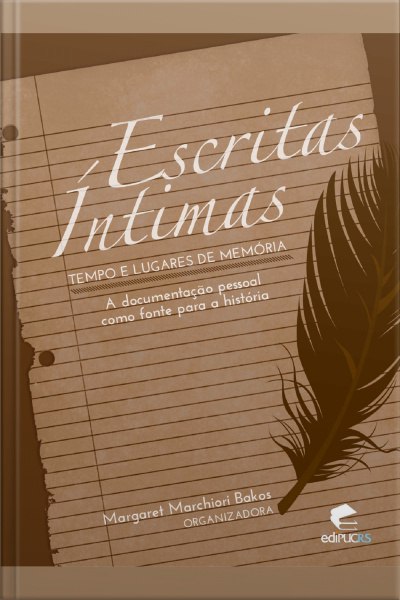 Escritas
Íntimas
TEMPO E LUGARES DE MEMÓRIA
A documentação pessoal
como fonte para a história
Margaret Marchiori Bakos
ORGANIZADORA
ediPUCRS